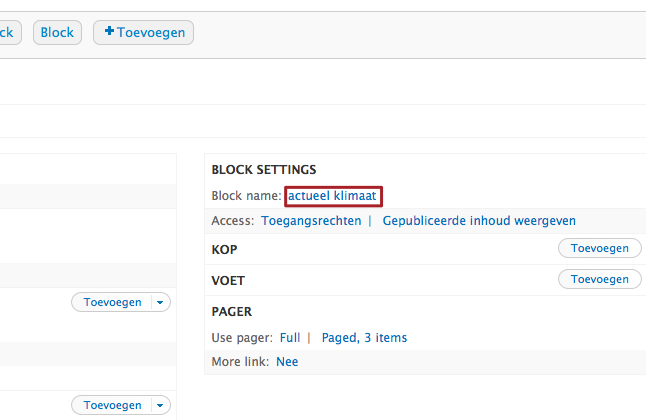 ck Block +Toevoegen
BLOCK SETTINGS
Block name: actueel klimaat
Access: Toegangsrechten | Gepubliceerde inhoud weergeven
KOP Toevoegen
VOET Toevoegen
Toevoegen
PAGER
Use pager: Full | Paged, 3 items
More link: Nee
Toevoegen